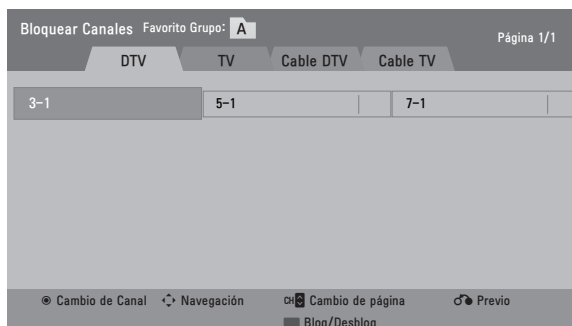 Bloquear Canales Favorito Grupo: A
Página 1/1
DTV TV Cable DTV Cable TV
3-1 5-1 7-1
Cambio de Canal Navegación CH Cambio de página Previo
Bloq/Desbloq